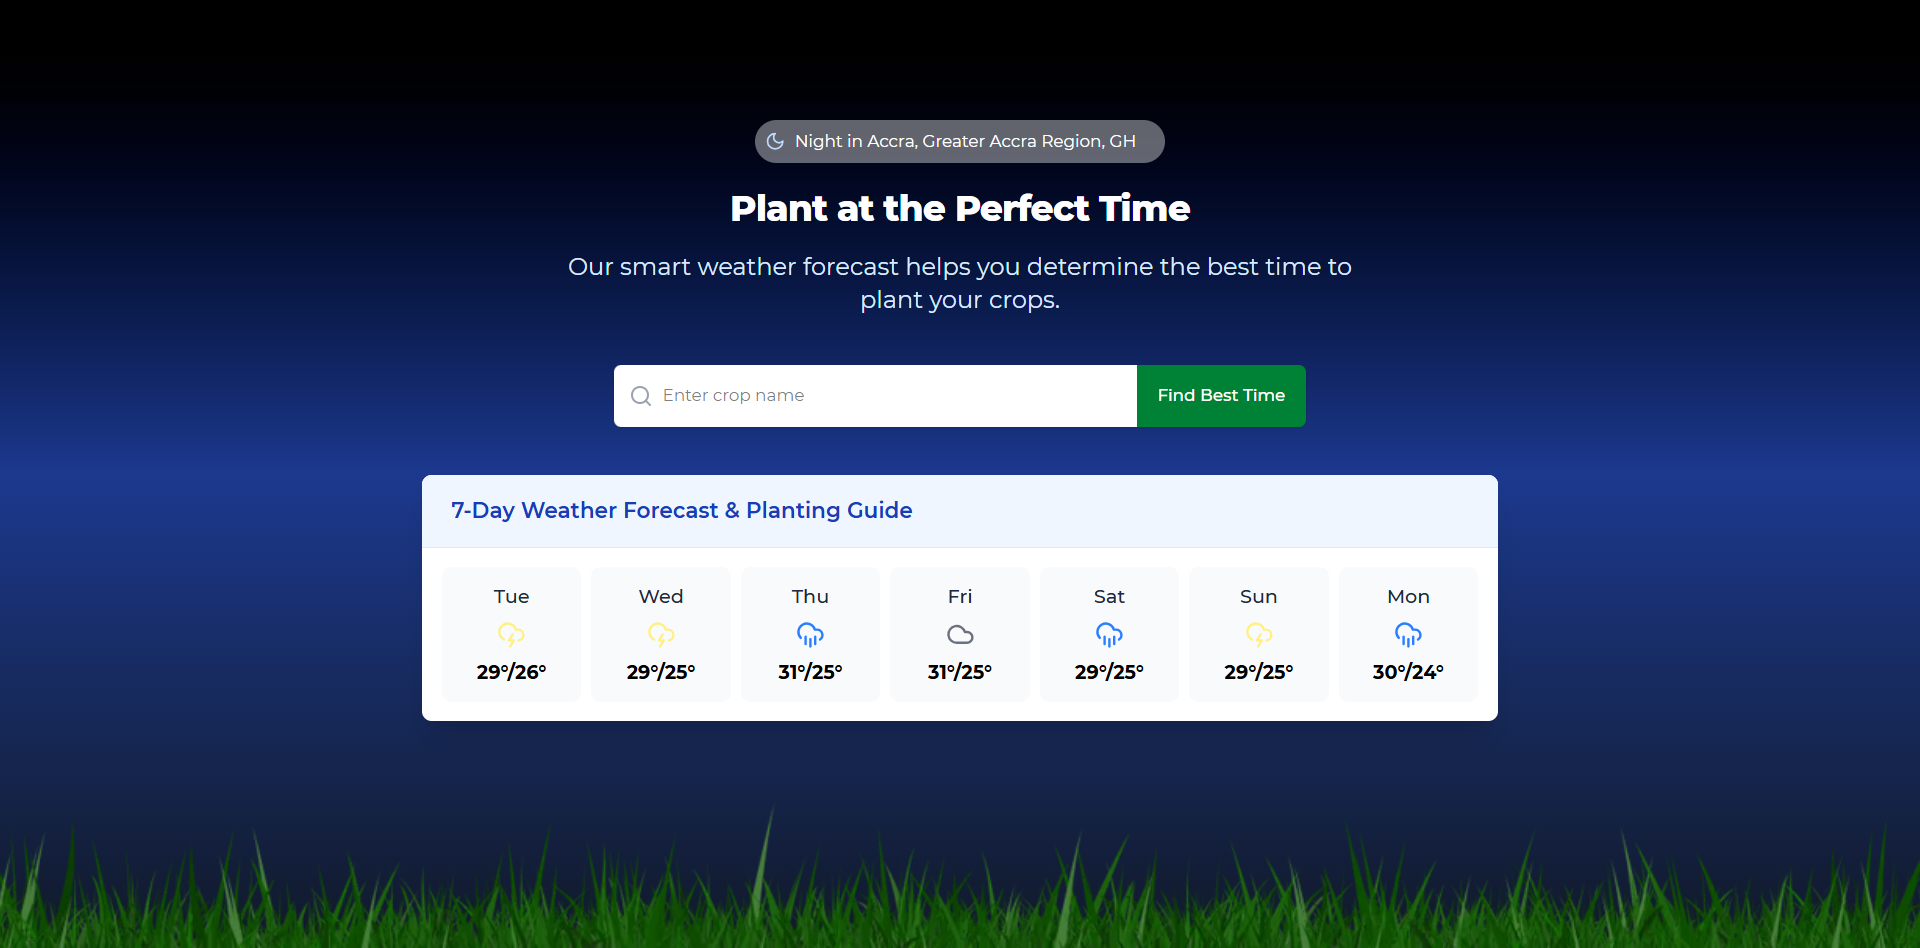 Night in Accra, Greater Accra Region, GH
Plant at the Perfect Time
Our smart weather forecast helps you determine the best time to
plant your crops.
Enter crop name
Find Best Time
7-Day Weather Forecast & Planting Guide
Tue
29°/26°
Wed
29°/25°
Thu
31°/25°
Fri
31°/25°
Sat
29°/25°
Sun
29°/25°
Mon
30°/24°